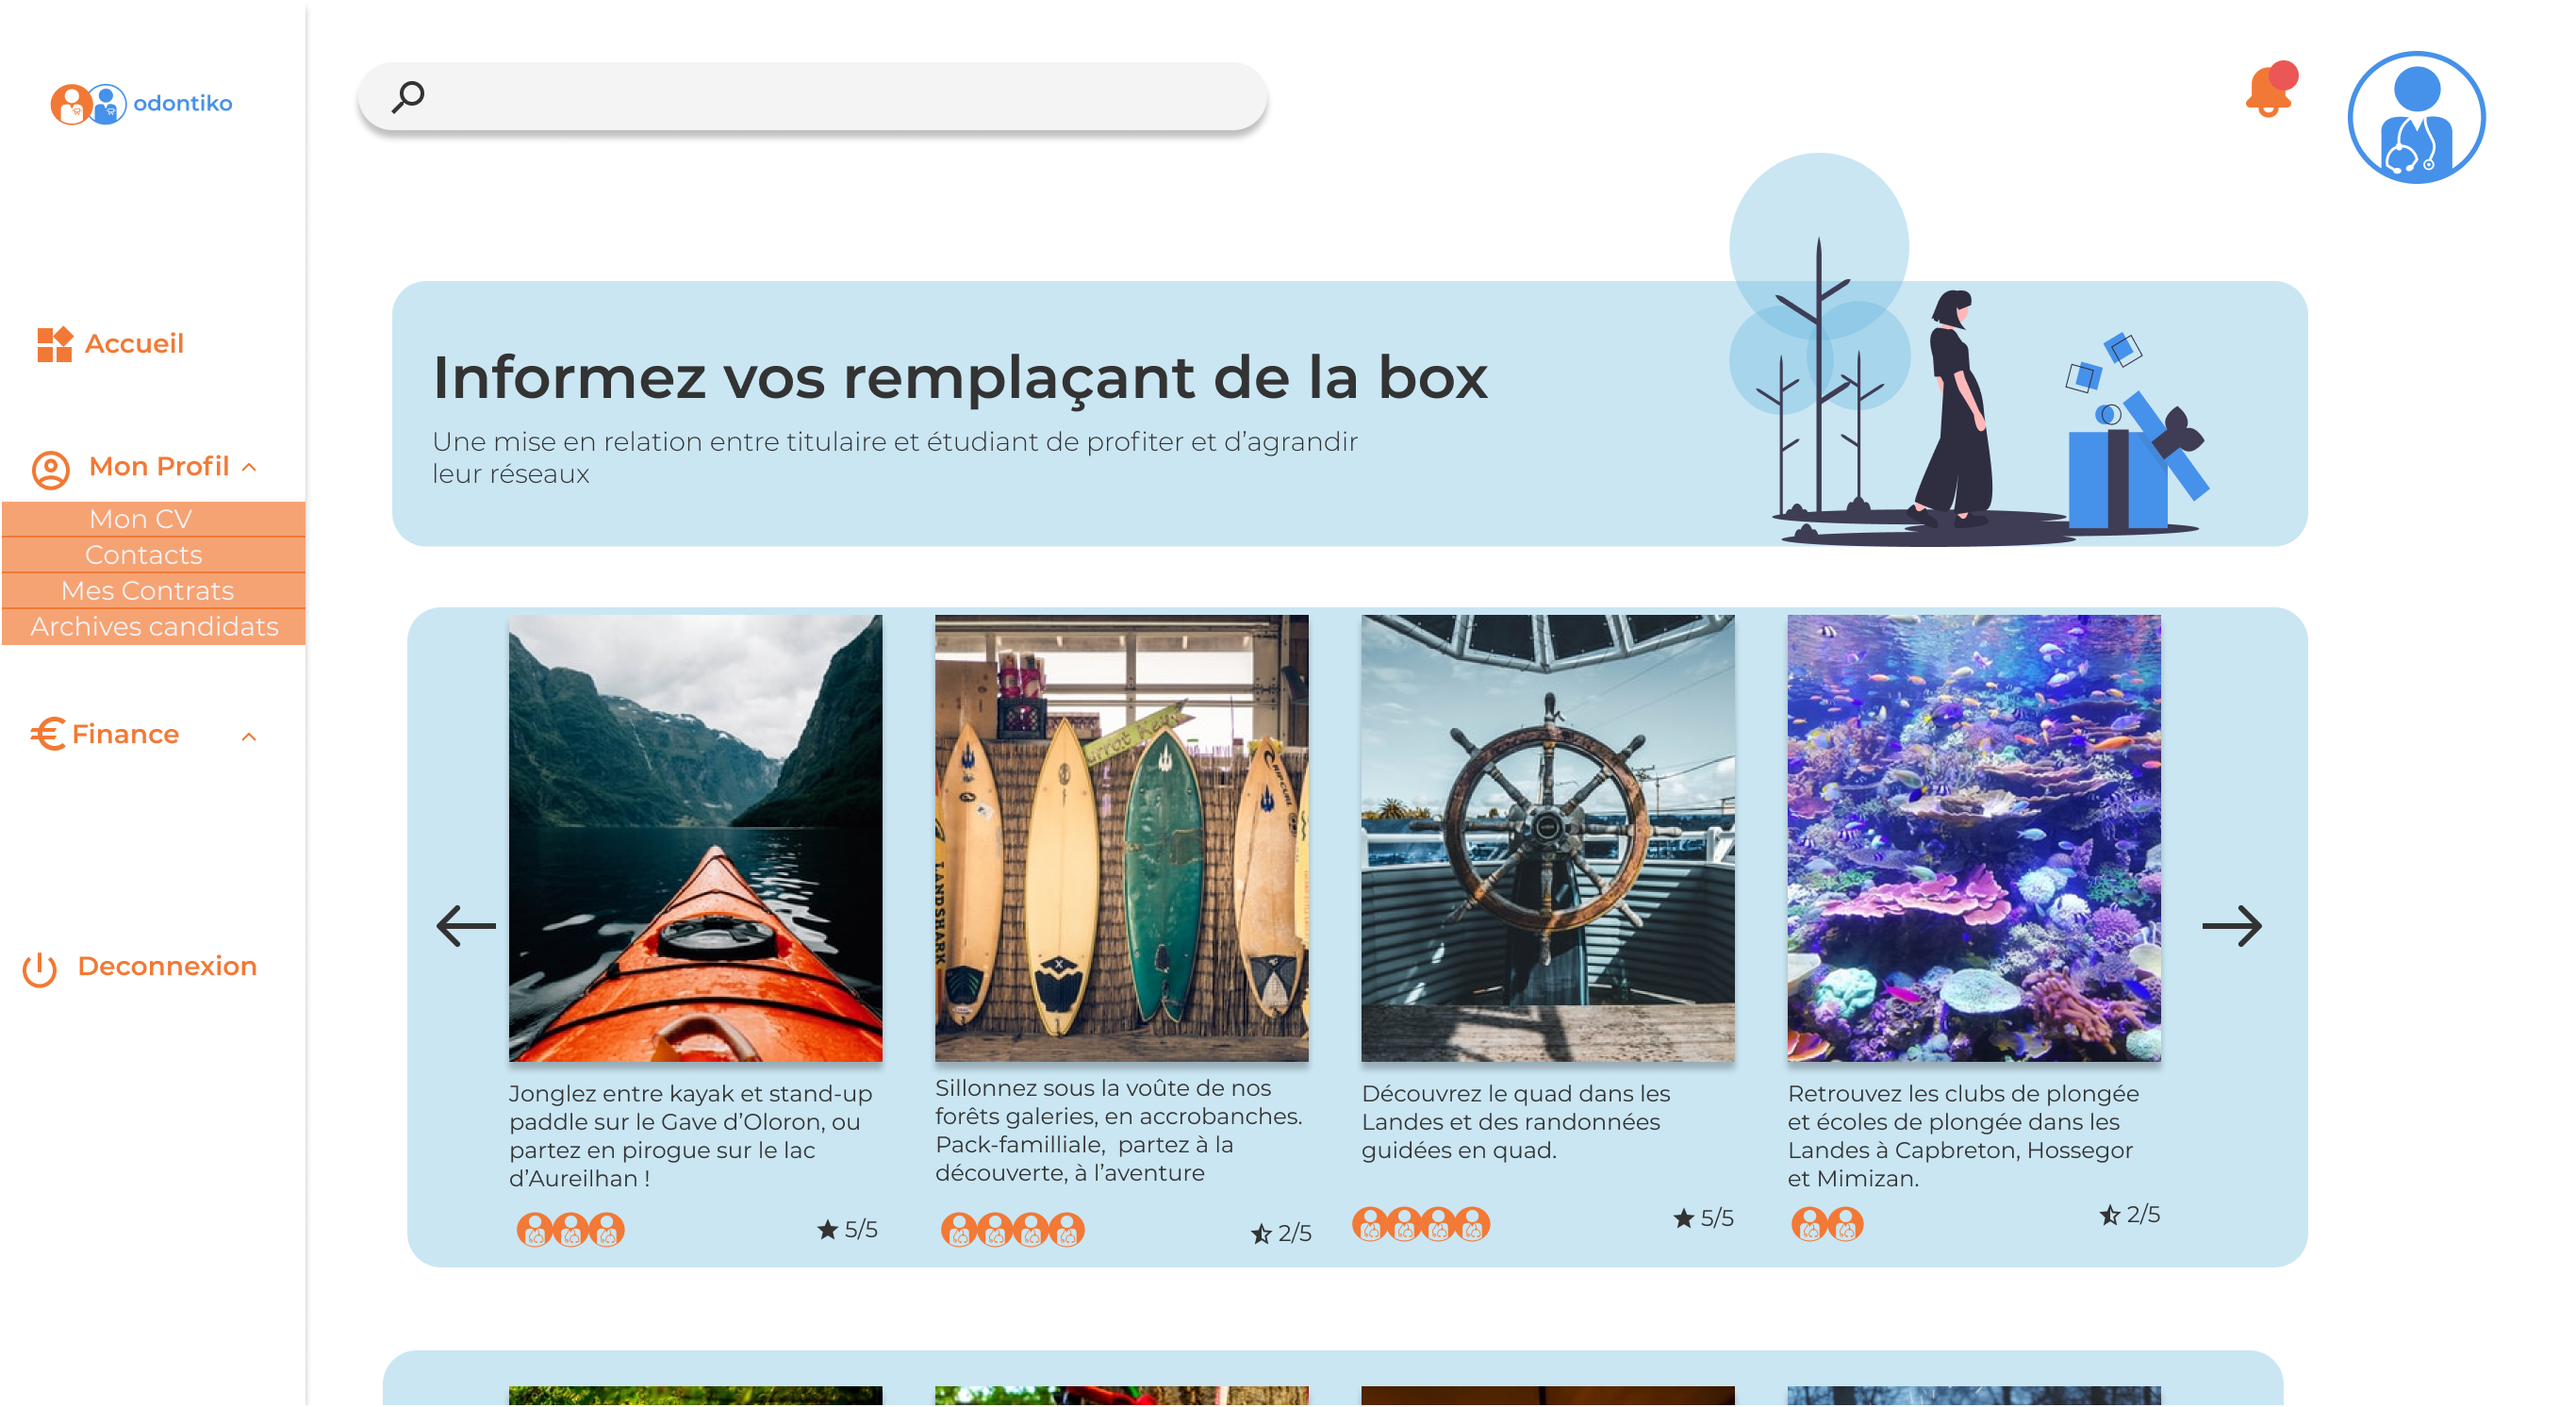 odontiko
Accueil
Mon Profil
Mon CV
Contacts
Mes Contrats
Archives candidats
Finance
Deconnexion
Informez vos remplaçant de la box
Une mise en relation entre titulaire et étudiant de profiter et d’agrandir
leur réseaux
LANDSHARK
RIP CURL
Jonglez entre kayak et stand-up
paddle sur le Gave d’Oloron, ou
partez en pirogue sur le lac
d’Aureilhan !
5/5
Sillonnez sous la voûte de nos
forêts galeries, en accrobanches.
Pack-familliale,  partez à la
découverte, à l’aventure
2/5
Découvrez le quad dans les
Landes et des randonnées
guidées en quad.
5/5
Retrouvez les clubs de plongée
et écoles de plongée dans les
Landes à Capbreton, Hossegor
et Mimizan.
2/5